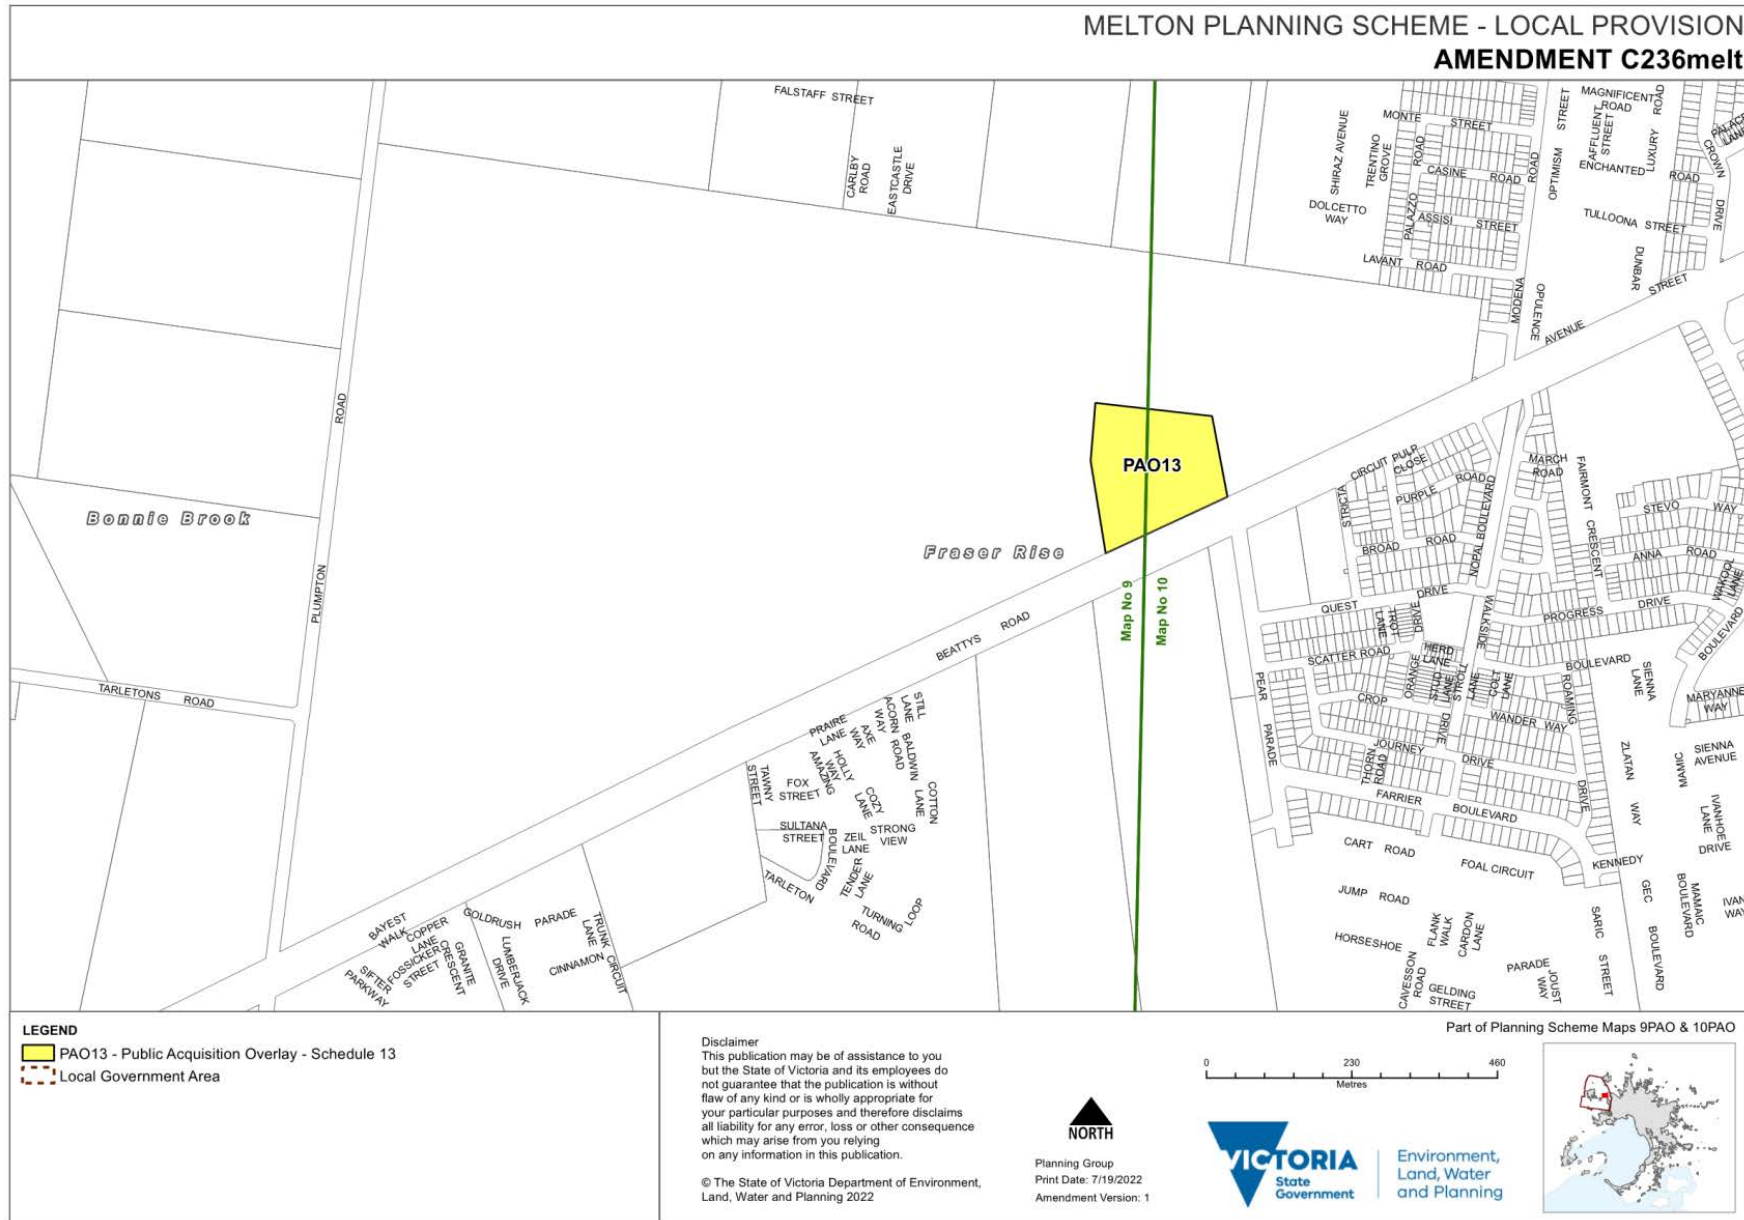 MELTON PLANNING SCHEME - LOCAL PROVISION
AMENDMENT C236melt
FALSTAFF STREET
CARLBY
ROAD
EASTCASTLE
DRIVE
SHIRAZ AVENUE
TRENTINO
GROVE
DOLCETTO
WAY
MONTE STREET
ROAD
PALAZZO
CASINE ROAD
ASSISI STREET
LAVANT ROAD
ROAD
MODENA
OPTIMISM STREET
OPULENCE
MAGNIFICENT
ROAD
AFFLUENT
STREET
LUXURY ROAD
ENCHANTED ROAD
CROWN DRIVE
PALACE
LANE
TULLOONA STREET
DUNBAR
STREET
AVENUE
ROAD
PLUMPTON
Bonnie Brook
PAO13
Fraser Rise
Map No 9
Map No 10
BEATTYS ROAD
TARLETONS ROAD
CIRCUIT PULP
CLOSE
STRICTA
PURPLE ROAD
BROAD ROAD
NOPAL BOULEVARD
MARCH
ROAD
FAIRMONT CRESCENT
STEVO WAY
ANNA ROAD
WAKOOL
LANE
BOULEVARD
QUEST DRIVE
TROT
LANE
DRIVE
ORANGE
WALKSIDE
PROGRESS DRIVE
SCATTER ROAD
HERD
LANE
STUD
LANE
STROLL
LANE
COLT
LANE
BOULEVARD
SIENNA
LANE
ROAMING
DRIVE
MARYANNE
WAY
PEAR
PARADE
CROP
DRIVE
WANDER WAY
JOURNEY
DRIVE
THORN
ROAD
FARRIER BOULEVARD
ZLATAN WAY
MAMIC
SIENNA
AVENUE
IVANHOE
LANE
DRIVE
CART ROAD
FOAL CIRCUIT
KENNEDY
JUMP ROAD
HORSESHOE
FLANK
WALK
CARDON
LANE
CAVESSON
ROAD
GELDING
STREET
PARADE
JOUST
WAY
SARIC STREET
GEC BOULEVARD
MAMAIC
BOULEVARD
IVAN
WAY
PRAIRE
LANE
AXE
WAY
ACORN ROAD
WAY
STILL
LANE
BALDWIN
LANE
COTTON
HOLLY
WAY
AMAZING
TAWNY
STREET
FOX
STREET
COZY
LANE
SULTANA
STREET
BOULEVARD
ZEIL
LANE
STRONG
VIEW
TENDER
LANE
TARLETON
TURNING
ROAD
LOOP
BAYEST
WALK
COPPER
LANE
FOSSICKER
STREET
SIFTER
PARKWAY
GRANITE
CRESCENT
GOLDRUSH PARADE
LUMBERJACK
DRIVE
TRUNK
LANE
CINNAMON
CIRCUIT
LEGEND
PAO13 - Public Acquisition Overlay - Schedule 13
Local Government Area
Disclaimer
This publication may be of assistance to you
but the State of Victoria and its employees do
not guarantee that the publication is without
flaw of any kind or is wholly appropriate for
your particular purposes and therefore disclaims
all liability for any error, loss or other consequence
which may arise from you relying
on any information in this publication.
© The State of Victoria Department of Environment,
Land, Water and Planning 2022
NORTH
Planning Group
Print Date: 7/19/2022
Amendment Version: 1
Part of Planning Scheme Maps 9PAO & 10PAO
0 230 460
Metres
VICTORIA
State
Government
Environment,
Land, Water
and Planning